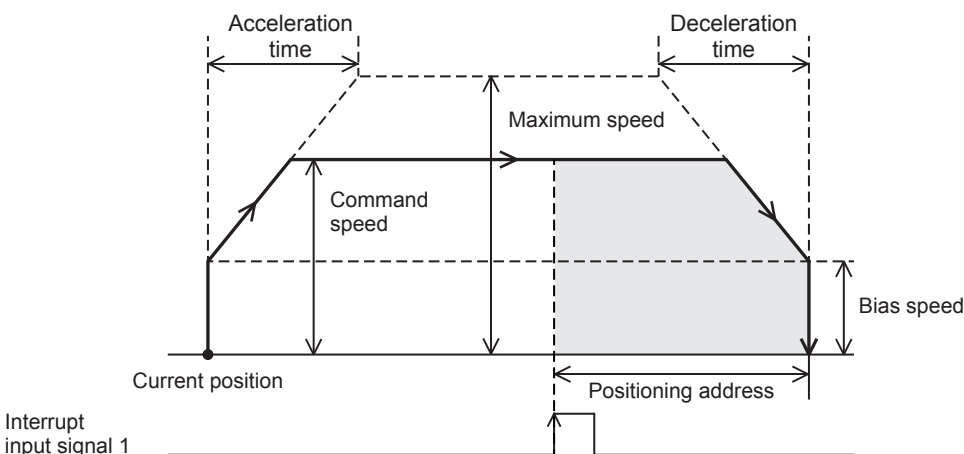 Acceleration
time
Deceleration
time
Maximum speed
Command
speed
Bias speed
Current position
Positioning address
Interrupt
input signal 1